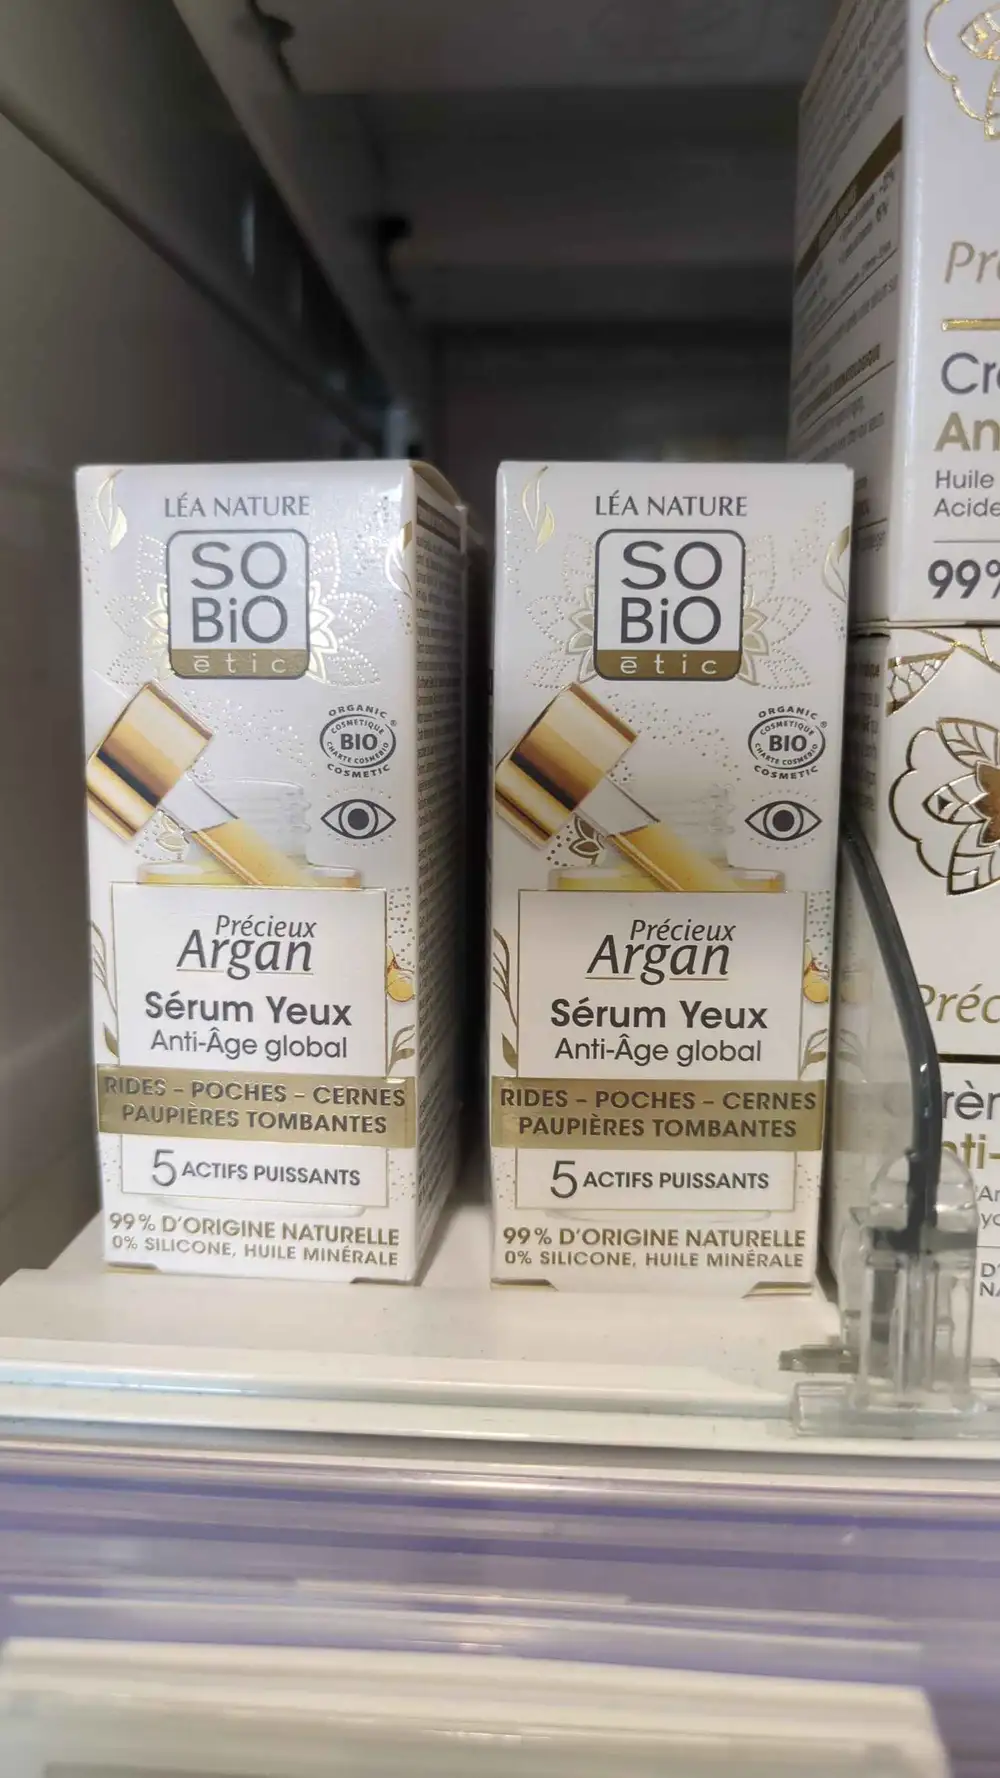 LÉA NATURE
SO
BiO
ētic
ORGANIC
COSMETIQUE
BIO
CHARTE COSMEBIO
COSMETIC
Précieux
Argan
Sérum Yeux
Anti-Âge global
RIDES – POCHES – CERNES
PAUPIÈRES TOMBANTES
5 ACTIFS PUISSANTS
99% D'ORIGINE NATURELLE
0% SILICONE, HUILE MINÉRALE
LÉA NATURE
SO
BiO
ētic
ORGANIC
COSMETIQUE
BIO
CHARTE COSMEBIO
COSMETIC
Précieux
Argan
Sérum Yeux
Anti-Âge global
RIDES – POCHES – CERNES
PAUPIÈRES TOMBANTES
5 ACTIFS PUISSANTS
99% D'ORIGINE NATURELLE
0% SILICONE, HUILE MINÉRALE
Huile
99%